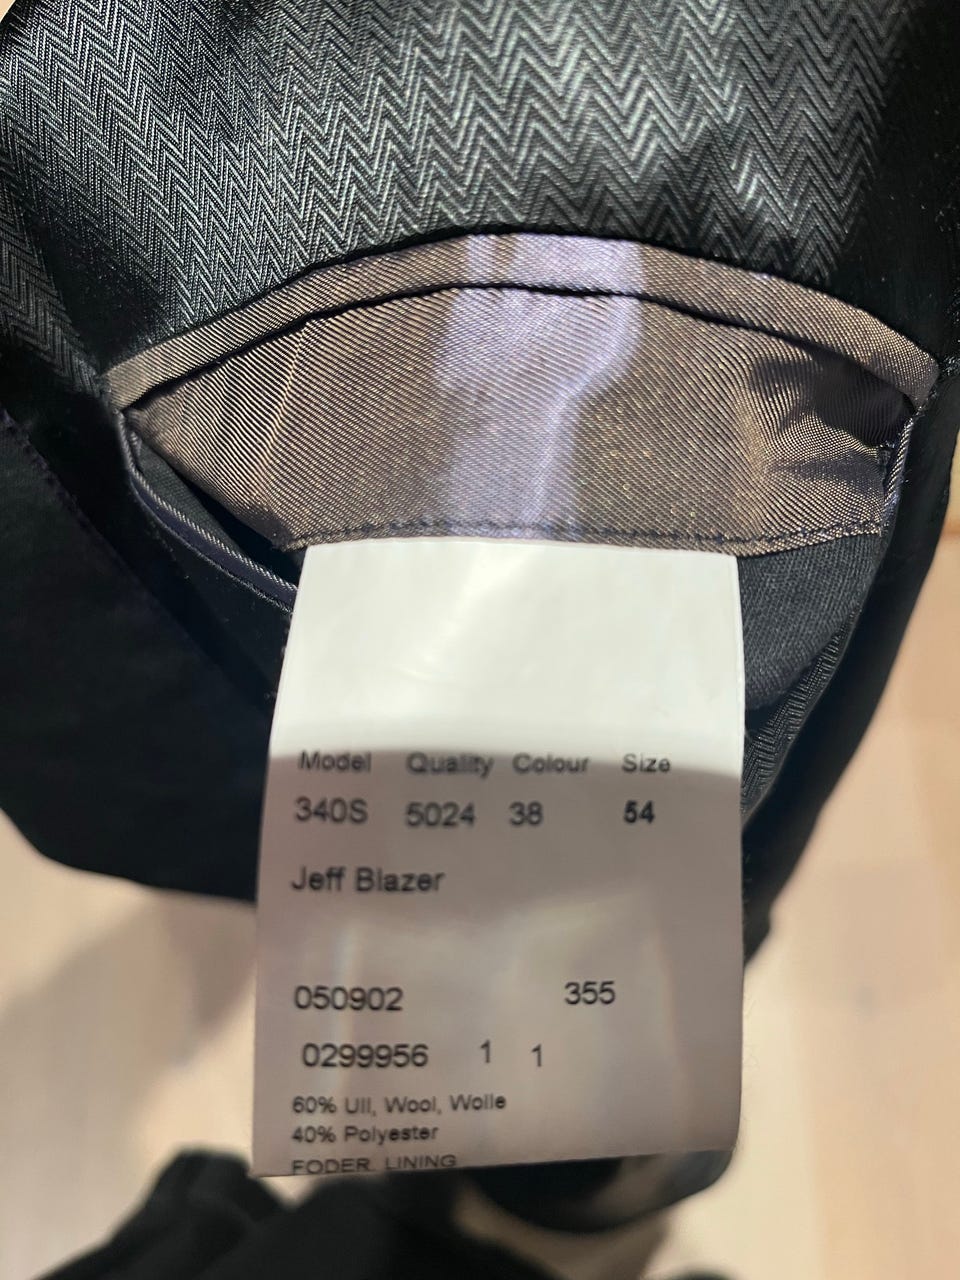 Model Quality Colour Size
340S 5024 38 54
Jeff Blazer
050902 355
0299956 1 1
60% Ull, Wool, Wolle
40% Polyester
FODER. LINING